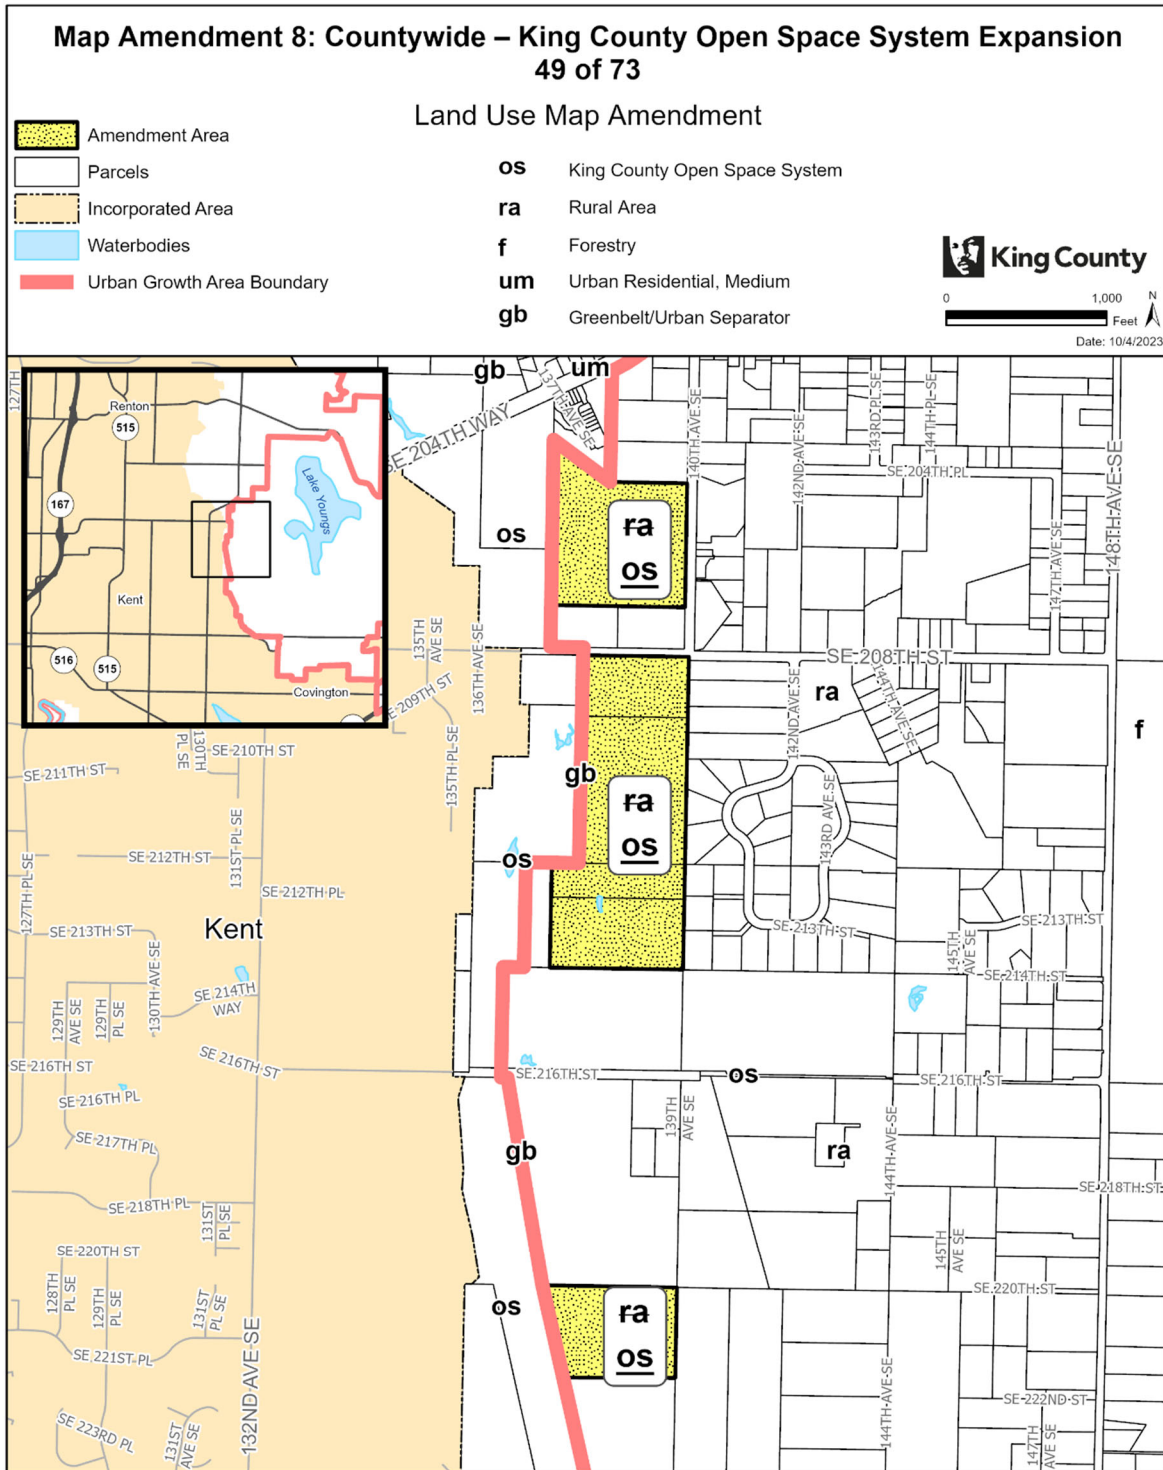 Map Amendment 8: Countywide – King County Open Space System Expansion
49 of 73
Land Use Map Amendment
Amendment Area
Parcels
Incorporated Area
Waterbodies
Urban Growth Area Boundary
os King County Open Space System
ra Rural Area
f Forestry
um Urban Residential, Medium
gb Greenbelt/Urban Separator
King County
0 1,000
Feet
N
Date: 10/4/2023
127TH
gb
um
137TH AVE SE
SE 204TH WAY
140TH AVE SE
142ND AVE SE
143RD PL SE
144TH PL SE
SE 204TH PL
148TH AVE SE
147TH AVE SE
Renton
515
167
Lake Youngs
Kent
516
515
Covington
os
ra
os
135TH
AVE SE
136TH AVE SE
SE 209TH ST
SE 208TH ST
ra
142ND AVE SE
144TH AVE SE
f
130TH
PL SE
SE 210TH ST
SE 211TH ST
135TH PL SE
gb
ra
os
143RD AVE SE
131ST PL SE
SE 212TH ST
os
SE 212TH PL
127TH PL SE
Kent
SE 213TH ST
SE 213TH ST
SE 213TH ST
130TH AVE SE
145TH
AVE SE
SE 214TH ST
SE 214TH
WAY
129TH
AVE SE
129TH
PL SE
SE 216TH ST
SE 216TH ST
SE 216TH ST
os
SE 216TH ST
SE 216TH PL
139TH
AVE SE
SE 217TH PL
gb
ra
144TH AVE SE
SE 218TH PL
SE 218TH ST
131ST
PL SE
SE 220TH ST
145TH
AVE SE
128TH
PL SE
129TH
PL SE
131ST
PL SE
os
ra
os
SE 220TH ST
132ND AVE SE
SE 221ST PL
144TH AVE SE
SE 222ND ST
SE 223RD PL
131ST
AVE SE
147TH
AVE SE